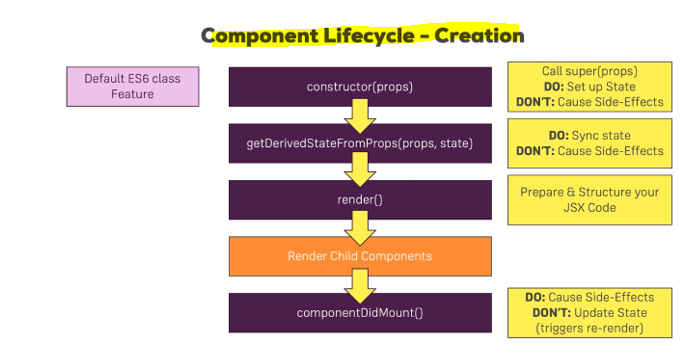 Component Lifecycle - Creation
Default ES6 class
Feature
constructor(props)
Call super(props)
DO: Set up State
DON'T: Cause Side-Effects
getDerivedStateFromProps(props, state)
DO: Sync state
DON'T: Cause Side-Effects
render()
Prepare & Structure your
JSX Code
Render Child Components
componentDidMount()
DO: Cause Side-Effects
DON'T: Update State
(triggers re-render)